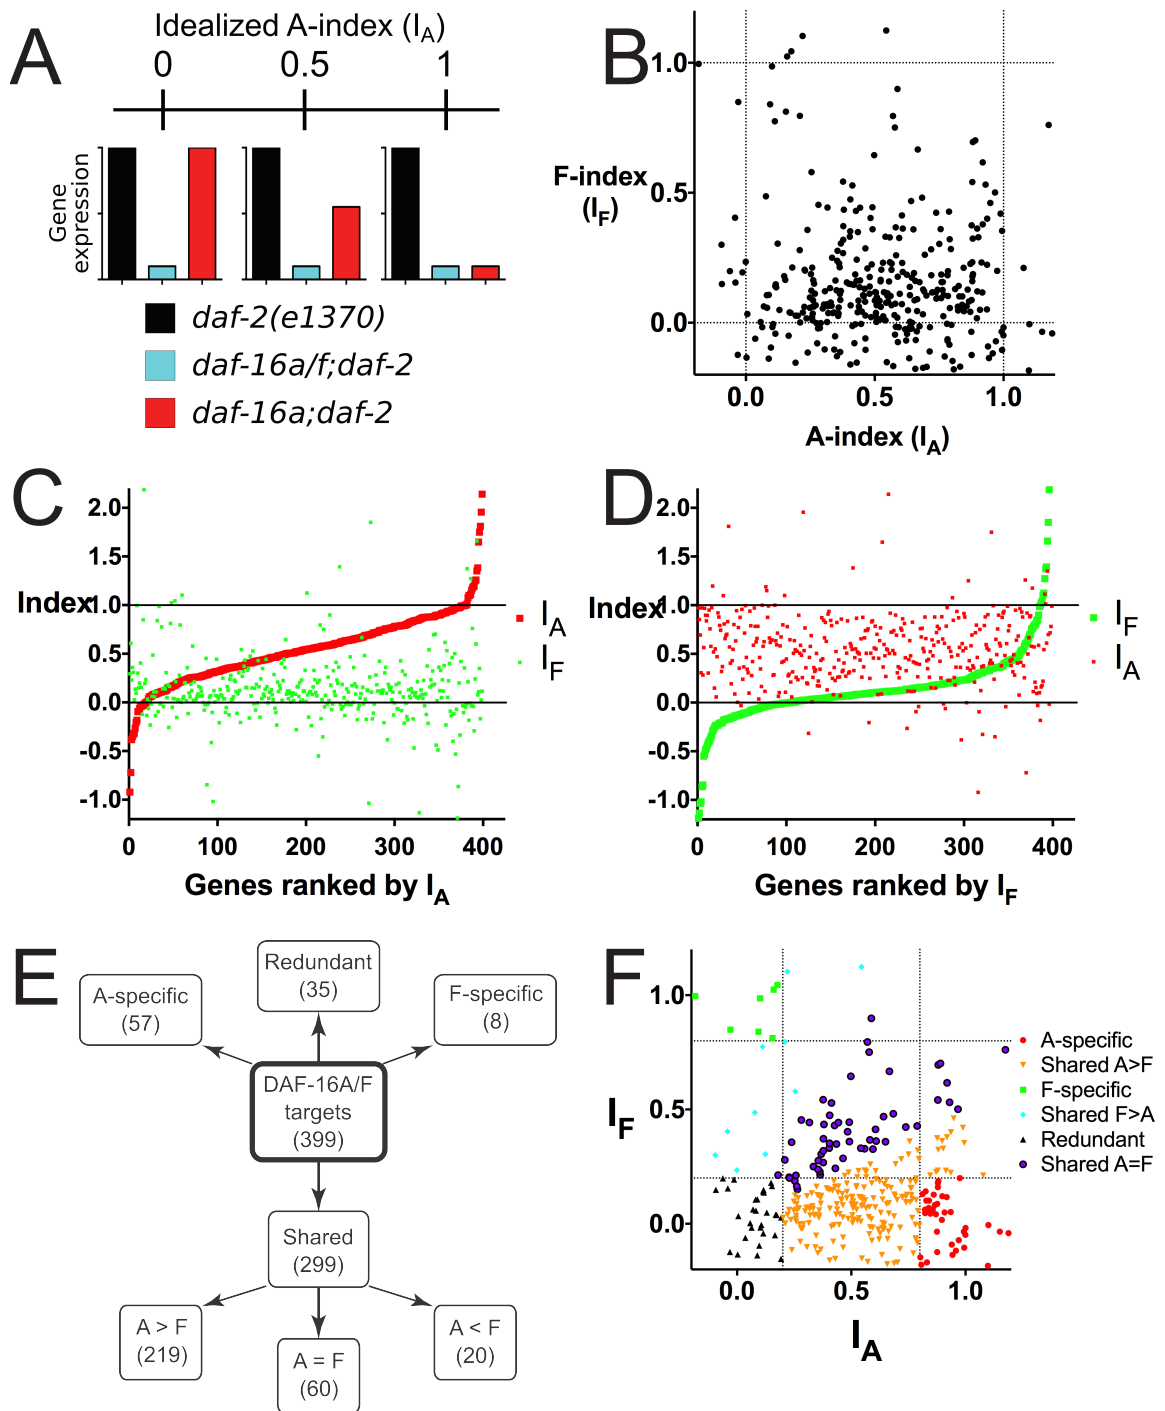 A
Idealized A-index (IA)
0 0.5 1
Gene
expression
daf-2(e1370)
daf-16a/f;daf-2
daf-16a;daf-2
B
1.0
0.5
0.0
F-index
(IF)
0.0 0.5 1.0
A-index (IA)
C
2.0
1.5
1.0
0.5
0.0
-0.5
-1.0
Index
IA
IF
0 100 200 300 400
Genes ranked by IA
D
2.0
1.5
1.0
0.5
0.0
-0.5
-1.0
Index
IF
IA
0 100 200 300 400
Genes ranked by IF
E
Redundant
(35)
A-specific
(57)
F-specific
(8)
DAF-16A/F
targets
(399)
Shared
(299)
A > F
(219)
A = F
(60)
A < F
(20)
F
1.0
0.5
0.0
IF
0.0 0.5 1.0
IA
A-specific
Shared A>F
F-specific
Shared F>A
Redundant
Shared A=F